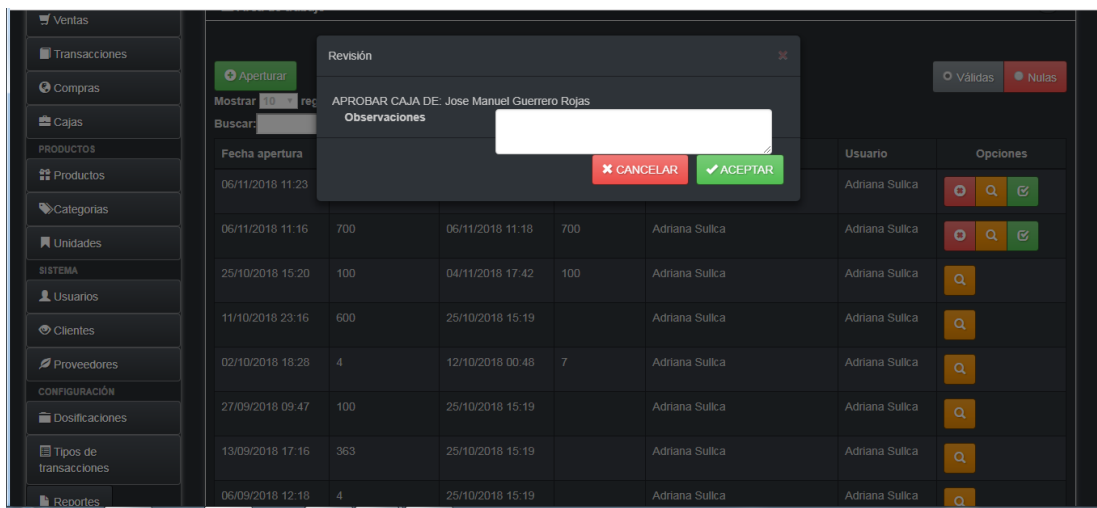 Ventas
Transacciones
Compras
Cajas
PRODUCTOS
Productos
Categorias
Unidades
SISTEMA
Usuarios
Clientes
Proveedores
CONFIGURACIÓN
Dosificaciones
Tipos de
transacciones
Reportes
Aperturar
Válidas Nulas
Mostrar 10 reg
Buscar:
Revisión
APROBAR CAJA DE: Jose Manuel Guerrero Rojas
Observaciones
CANCELAR ACEPTAR
Fecha apertura Usuario Opciones
06/11/2018 11:23 Adriana Sullca
06/11/2018 11:16 700 06/11/2018 11:18 700 Adriana Sullca Adriana Sullca
25/10/2018 15:20 100 04/11/2018 17:42 100 Adriana Sullca Adriana Sullca
11/10/2018 23:16 600 25/10/2018 15:19 Adriana Sullca Adriana Sullca
02/10/2018 18:28 4 12/10/2018 00:48 7 Adriana Sullca Adriana Sullca
27/09/2018 09:47 100 25/10/2018 15:19 Adriana Sullca Adriana Sullca
13/09/2018 17:16 363 25/10/2018 15:19 Adriana Sullca Adriana Sullca
06/09/2018 12:18 4 25/10/2018 15:19 Adriana Sullca Adriana Sullca